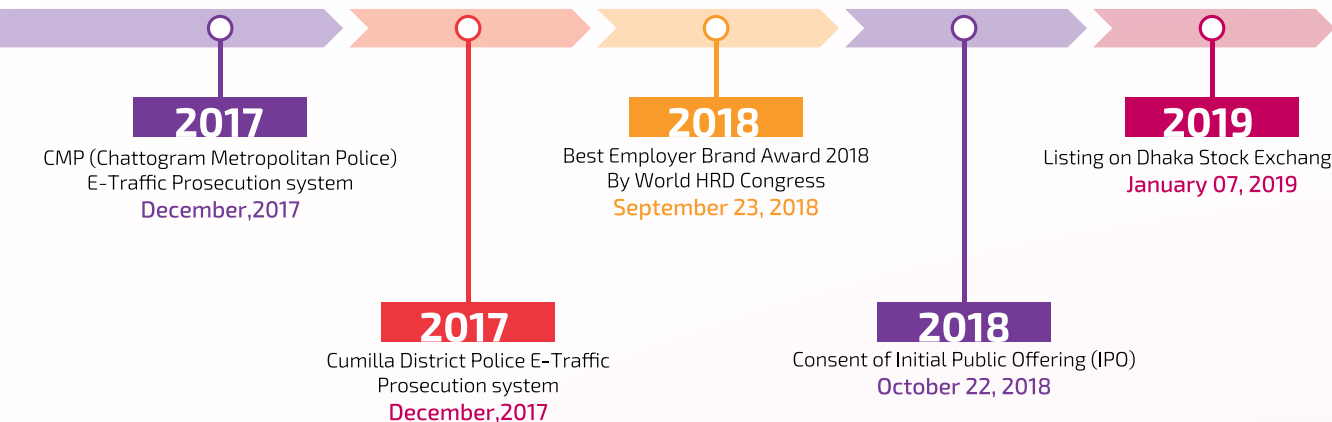 2017
CMP (Chattogram Metropolitan Police)
E-Traffic Prosecution system
December,2017
2017
Cumilla District Police E-Traffic
Prosecution system
December,2017
2018
Best Employer Brand Award 2018
By World HRD Congress
September 23, 2018
2018
Consent of Initial Public Offering (IPO)
October 22, 2018
2019
Listing on Dhaka Stock Exchang
January 07, 2019